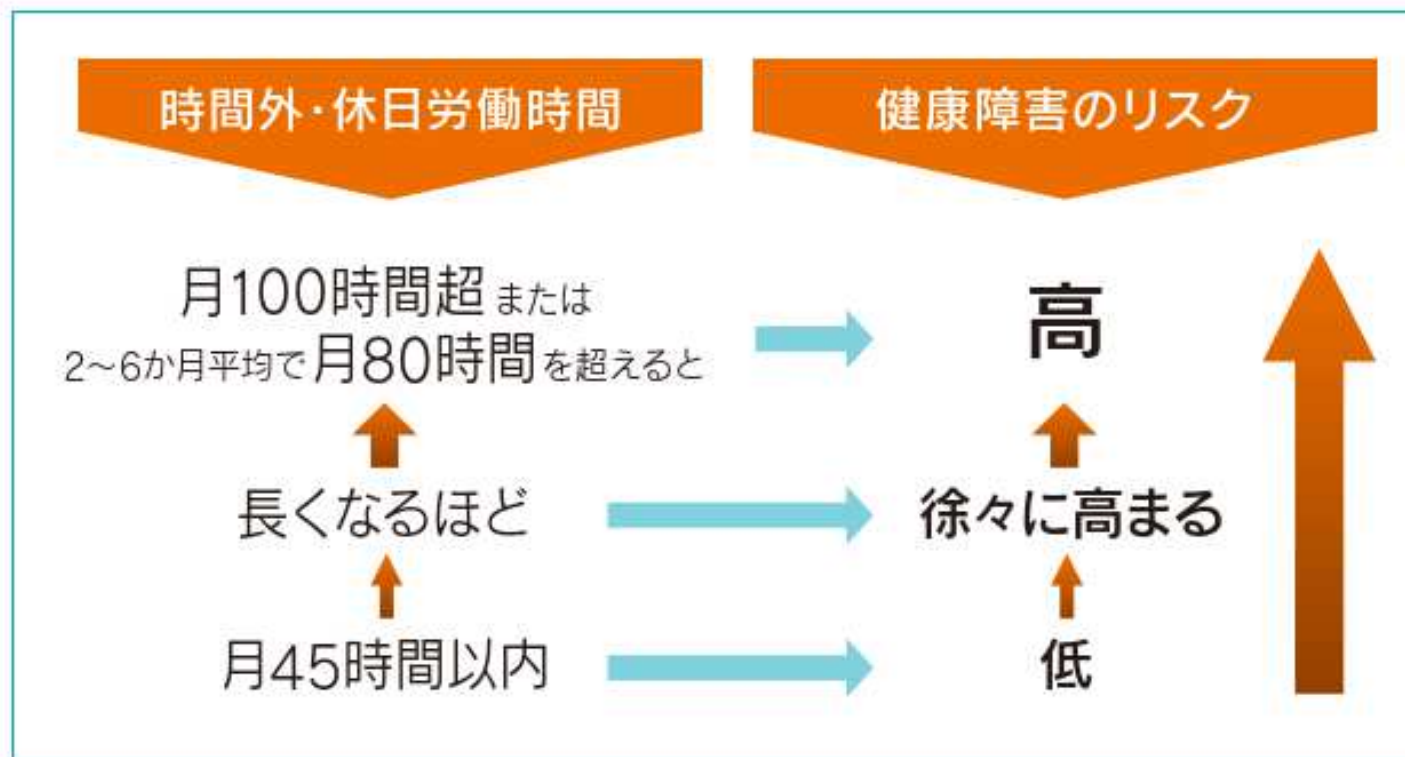 時間外・休日労働時間
健康障害のリスク
月100時間超または
2〜6か月平均で月80時間を超えると
高
長くなるほど
徐々に高まる
月45時間以内
低